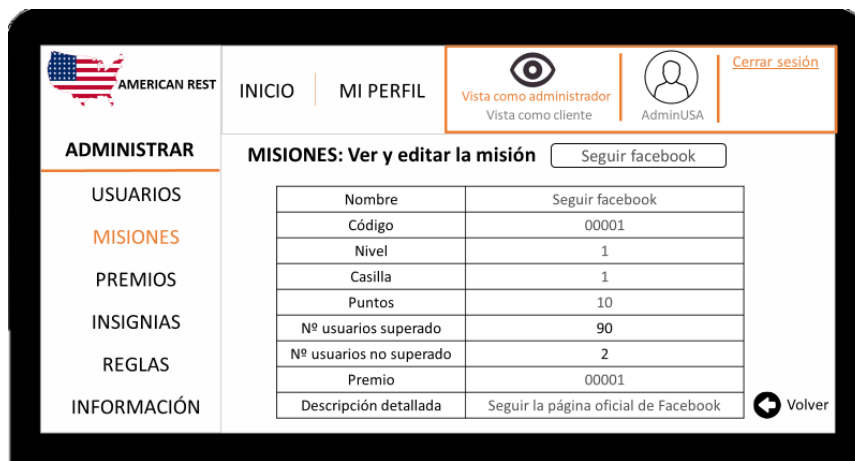 AMERICAN REST
INICIO MI PERFIL
Vista como administrador
Vista como cliente
AdminUSA
Cerrar sesión
ADMINISTRAR
USUARIOS
MISIONES
PREMIOS
INSIGNIAS
REGLAS
INFORMACIÓN
MISIONES: Ver y editar la misión Seguir facebook
Nombre Seguir facebook
Código 00001
Nivel 1
Casilla 1
Puntos 10
Nº usuarios superado 90
Nº usuarios no superado 2
Premio 00001
Descripción detallada Seguir la página oficial de Facebook
Volver